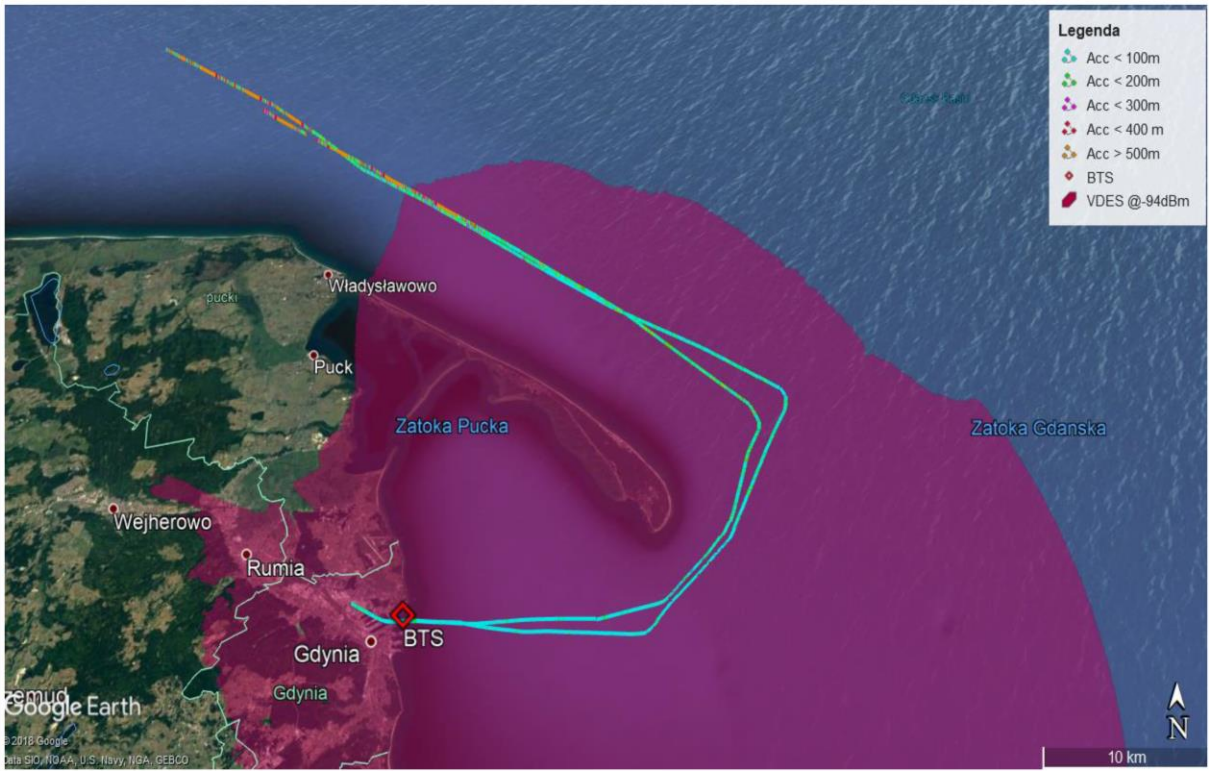 Legenda
Acc < 100m
Acc < 200m
Acc < 300m
Acc < 400 m
Acc > 500m
BTS
VDES @-94dBm
Władysławowo
pucki
Puck
Zatoka Pucka
Zatoka Gdanska
Wejherowo
Rumia
BTS
Gdynia
Gdynia
Google Earth
© 2018 Google
Data SIO, NOAA, U.S. Navy, NGA, GEBCO
N
10 km